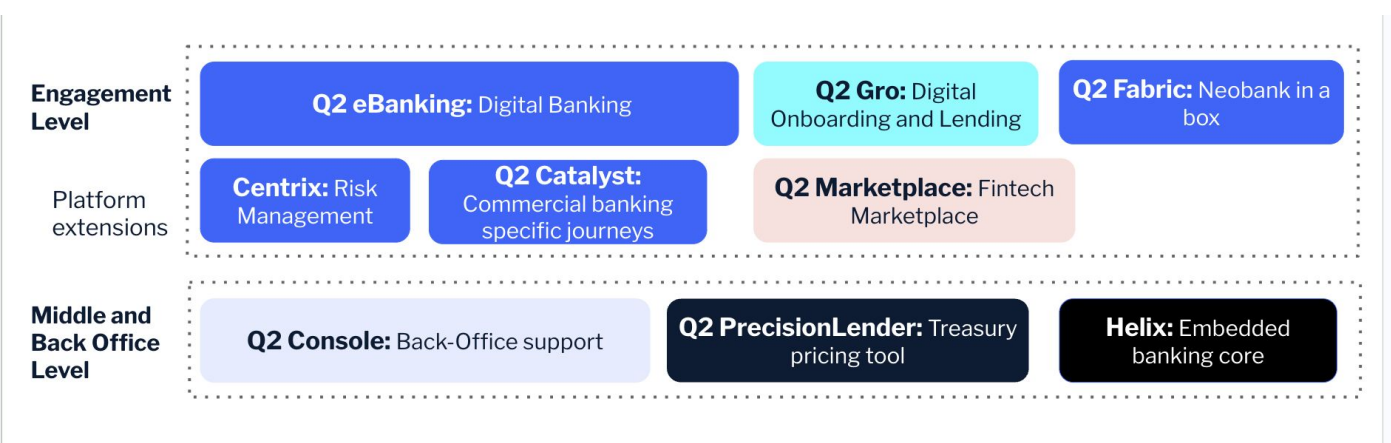 Engagement
Level
Q2 eBanking: Digital Banking
Q2 Gro: Digital
Onboarding and Lending
Q2 Fabric: Neobank in a
box
Platform
extensions
Centrix: Risk
Management
Q2 Catalyst:
Commercial banking
specific journeys
Q2 Marketplace: Fintech
Marketplace
Middle and
Back Office
Level
Q2 Console: Back-Office support
Q2 PrecisionLender: Treasury
pricing tool
Helix: Embedded
banking core